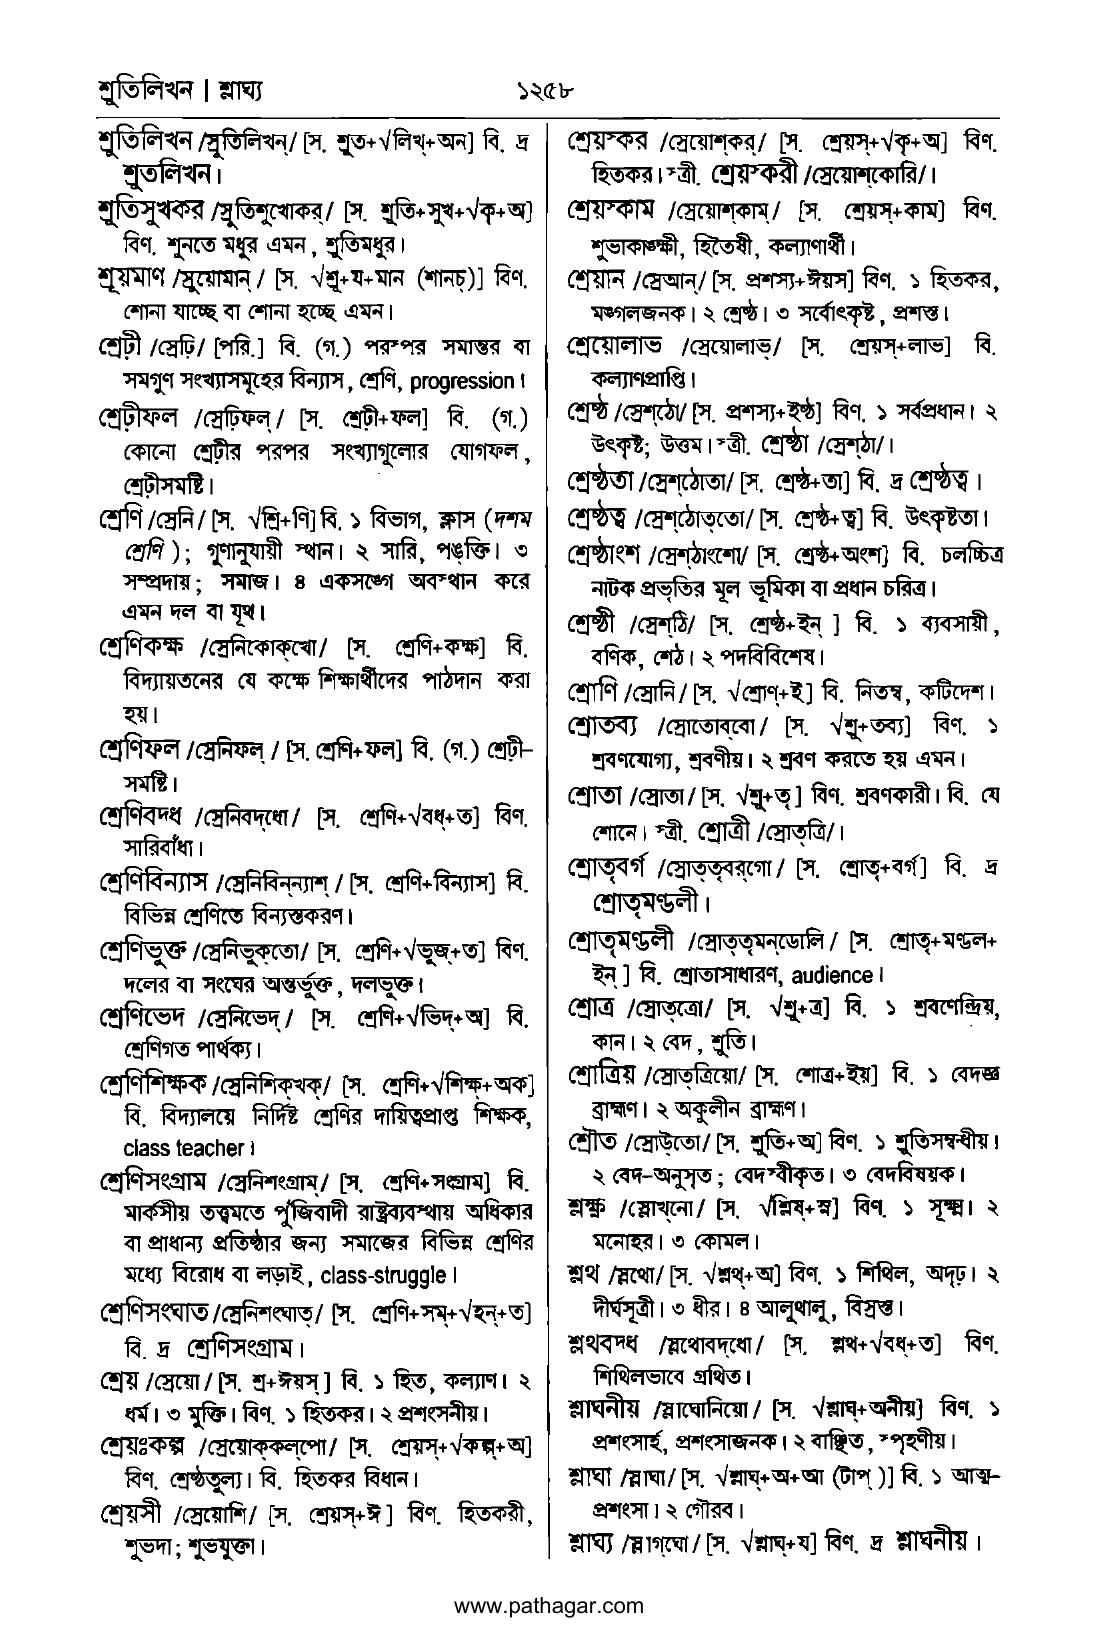 শ্রুতিলিখন | শ্লাঘ্য
১২৫৮
শ্রুতিলিখন /স্রুতিলিখন্/ [স. শ্রুত+√লিখ্+অন] বি. দ্র
শ্রুতলিখন।
শ্রুতিসুখকর /স্রুতিশুখোকর্/ [স. শ্রুতি+সুখ+√কৃ+অ]
বিণ. শুনতে মধুর এমন, শ্রুতিমধুর।
শ্রূয়মাণ /স্রুয়োমান্/ [স. √শ্রু+য+মান (শানচ্)] বিণ.
শোনা যাচ্ছে বা শোনা হচ্ছে এমন।
শ্রেঢ়ী /স্রেঢ়ি/ [পরি.] বি. (গ.) পরস্পর সমান্তর বা
সমগুণ সংখ্যাসমূহের বিন্যাস, শ্রেণি, progression।
শ্রেঢ়ীফল /স্রেঢ়িফল্/ [স. শ্রেঢ়ী+ফল] বি. (গ.)
কোনো শ্রেঢ়ীর পরপর সংখ্যাগুলোর যোগফল,
শ্রেঢ়ীসমষ্টি।
শ্রেণি /স্রেনি/ [স. √শ্রি+ণি] বি. ১ বিভাগ, ক্লাস (দশম
শ্রেণি); গুণানুযায়ী স্থান। ২ সারি, পঙ্‌ক্তি। ৩
সম্প্রদায়; সমাজ। ৪ একসঙ্গে অবস্থান করে
এমন দল বা যূথ।
শ্রেণিকক্ষ /স্রেনিকোক্‌খো/ [স. শ্রেণি+কক্ষ] বি.
বিদ্যায়তনের যে কক্ষে শিক্ষার্থীদের পাঠদান করা
হয়।
শ্রেণিফল /স্রেনিফল্/ [স. শ্রেণি+ফল] বি. (গ.) শ্রেঢ়ী-
সমষ্টি।
শ্রেণিবদ্ধ /স্রেনিবদ্‌ধো/ [স. শ্রেণি+√বধ্+ত] বিণ.
সারিবাঁধা।
শ্রেণিবিন্যাস /স্রেনিবিন্‌ন্যাশ্/ [স. শ্রেণি+বিন্যাস] বি.
বিভিন্ন শ্রেণিতে বিন্যস্তকরণ।
শ্রেণিভুক্ত /স্রেনিভুক্‌তো/ [স. শ্রেণি+√ভুজ্+ত] বিণ.
দলের বা সংঘের অন্তর্ভুক্ত, দলভুক্ত।
শ্রেণিভেদ /স্রেনিভেদ্/ [স. শ্রেণি+√ভিদ্+অ] বি.
শ্রেণিগত পার্থক্য।
শ্রেণিশিক্ষক /স্রেনিশিক্‌খক্/ [স. শ্রেণি+√শিক্ষ্+অক]
বি. বিদ্যালয়ে নির্দিষ্ট শ্রেণির দায়িত্বপ্রাপ্ত শিক্ষক,
class teacher।
শ্রেণিসংগ্রাম /স্রেনিশংগ্রাম্/ [স. শ্রেণি+সংগ্রাম] বি.
মার্কসীয় তত্ত্বমতে পুঁজিবাদী রাষ্ট্রব্যবস্থায় অধিকার
বা প্রাধান্য প্রতিষ্ঠার জন্য সমাজের বিভিন্ন শ্রেণির
মধ্যে বিরোধ বা লড়াই, class-struggle।
শ্রেণিসংঘাত /স্রেনিশংঘাত্/ [স. শ্রেণি+সম্+√হন্+ত]
বি. দ্র শ্রেণিসংগ্রাম।
শ্রেয় /স্রেয়ো/ [স. শ্র+ঈয়স্] বি. ১ হিত, কল্যাণ। ২
ধর্ম। ৩ মুক্তি। বিণ. ১ হিতকর। ২ প্রশংসনীয়।
শ্রেয়ঃকল্প /স্রেয়োক্‌কল্‌পো/ [স. শ্রেয়স্+√কল্প্+অ]
বিণ. শ্রেষ্ঠতুল্য। বি. হিতকর বিধান।
শ্রেয়সী /স্রেয়োশি/ [স. শ্রেয়স্+ঈ] বিণ. হিতকরী,
শুভদা; শুভযুক্তা।
শ্রেয়স্কর /স্রেয়োশ্‌কর্/ [স. শ্রেয়স্+√কৃ+অ] বিণ.
হিতকর। স্ত্রী. শ্রেয়স্করী /স্রেয়োশ্‌কোরি/।
শ্রেয়স্কাম /স্রেয়োশ্‌কাম্/ [স. শ্রেয়স্+কাম] বিণ.
শুভাকাঙ্ক্ষী, হিতৈষী, কল্যাণার্থী।
শ্রেয়ান /স্রেআন্/ [স. প্রশস্য+ঈয়স] বিণ. ১ হিতকর,
মঙ্গলজনক। ২ শ্রেষ্ঠ। ৩ সর্বোৎকৃষ্ট, প্রশস্ত।
শ্রেয়োলাভ /স্রেয়োলাভ্/ [স. শ্রেয়স্+লাভ] বি.
কল্যাণপ্রাপ্তি।
শ্রেষ্ঠ /স্রেশ্‌ঠো/ [স. প্রশস্য+ইষ্ঠ] বিণ. ১ সর্বপ্রধান। ২
উৎকৃষ্ট; উত্তম। স্ত্রী. শ্রেষ্ঠা /স্রেশ্‌ঠা/।
শ্রেষ্ঠতা /স্রেশ্‌ঠোতা/ [স. শ্রেষ্ঠ+তা] বি. দ্র শ্রেষ্ঠত্ব।
শ্রেষ্ঠত্ব /স্রেশ্‌ঠোত্‌তো/ [স. শ্রেষ্ঠ+ত্ব] বি. উৎকৃষ্টতা।
শ্রেষ্ঠাংশ /স্রেশ্‌ঠাংশো/ [স. শ্রেষ্ঠ+অংশ] বি. চলচ্চিত্র
নাটক প্রভৃতির মূল ভূমিকা বা প্রধান চরিত্র।
শ্রেষ্ঠী /স্রেশ্‌ঠি/ [স. শ্রেষ্ঠ+ইন্] বি. ১ ব্যবসায়ী,
বণিক, শেঠ। ২ পদবিবিশেষ।
শ্রোণি /স্রোনি/ [স. √শ্রোণ্+ই] বি. নিতম্ব, কটিদেশ।
শ্রোতব্য /স্রোতোব্‌বো/ [স. √শ্রু+তব্য] বিণ. ১
শ্রবণযোগ্য, শ্রবণীয়। ২ শ্রবণ করতে হয় এমন।
শ্রোতা /স্রোতা/ [স. √শ্রু+তৃ] বিণ. শ্রবণকারী। বি. যে
শোনে। স্ত্রী. শ্রোত্রী /স্রোত্‌ত্রি/।
শ্রোতৃবর্গ /স্রোত্‌তৃবর্‌গো/ [স. শ্রোতৃ+বর্গ] বি. দ্র
শ্রোতৃমণ্ডলী।
শ্রোতৃমণ্ডলী /স্রোত্‌তৃমন্‌ডোলি/ [স. শ্রোতৃ+মণ্ডল+
ইন্] বি. শ্রোতাসাধারণ, audience।
শ্রোত্র /স্রোত্‌ত্রো/ [স. √শ্রু+ত্র] বি. ১ শ্রবণেন্দ্রিয়,
কান। ২ বেদ, শ্রুতি।
শ্রোত্রিয় /স্রোত্‌ত্রিয়ো/ [স. শোত্র+ইয়] বি. ১ বেদজ্ঞ
ব্রাহ্মণ। ২ অকুলীন ব্রাহ্মণ।
শ্রৌত /স্রোউতো/ [স. শ্রুতি+অ] বিণ. ১ শ্রুতিসম্বন্ধীয়।
২ বেদ-অনুসৃত; বেদস্বীকৃত। ৩ বেদবিষয়ক।
শ্লক্ষ্ণ /স্লোখ্‌নো/ [স. √শ্লিষ্+স্ন] বিণ. ১ সূক্ষ্ম। ২
মনোহর। ৩ কোমল।
শ্লথ /স্লথো/ [স. √শ্লথ্+অ] বিণ. ১ শিথিল, অদৃঢ়। ২
দীর্ঘসূত্রী। ৩ ধীর। ৪ আলুথালু, বিস্রস্ত।
শ্লথবদ্ধ /স্লথোবদ্‌ধো/ [স. শ্লথ+√বধ্+ত] বিণ.
শিথিলভাবে গ্রথিত।
শ্লাঘনীয় /স্লাঘোনিয়ো/ [স. √শ্লাঘ্+অনীয়] বিণ. ১
প্রশংসার্হ, প্রশংসাজনক। ২ বাঞ্ছিত, স্পৃহণীয়।
শ্লাঘা /স্লাঘা/ [স. √শ্লাঘ্+অ+আ (টাপ্)] বি. ১ আত্ম-
প্রশংসা। ২ গৌরব।
শ্লাঘ্য /স্লাগ্‌ঘো/ [স. √শ্লাঘ্+য] বিণ. দ্র শ্লাঘনীয়।
www.pathagar.com